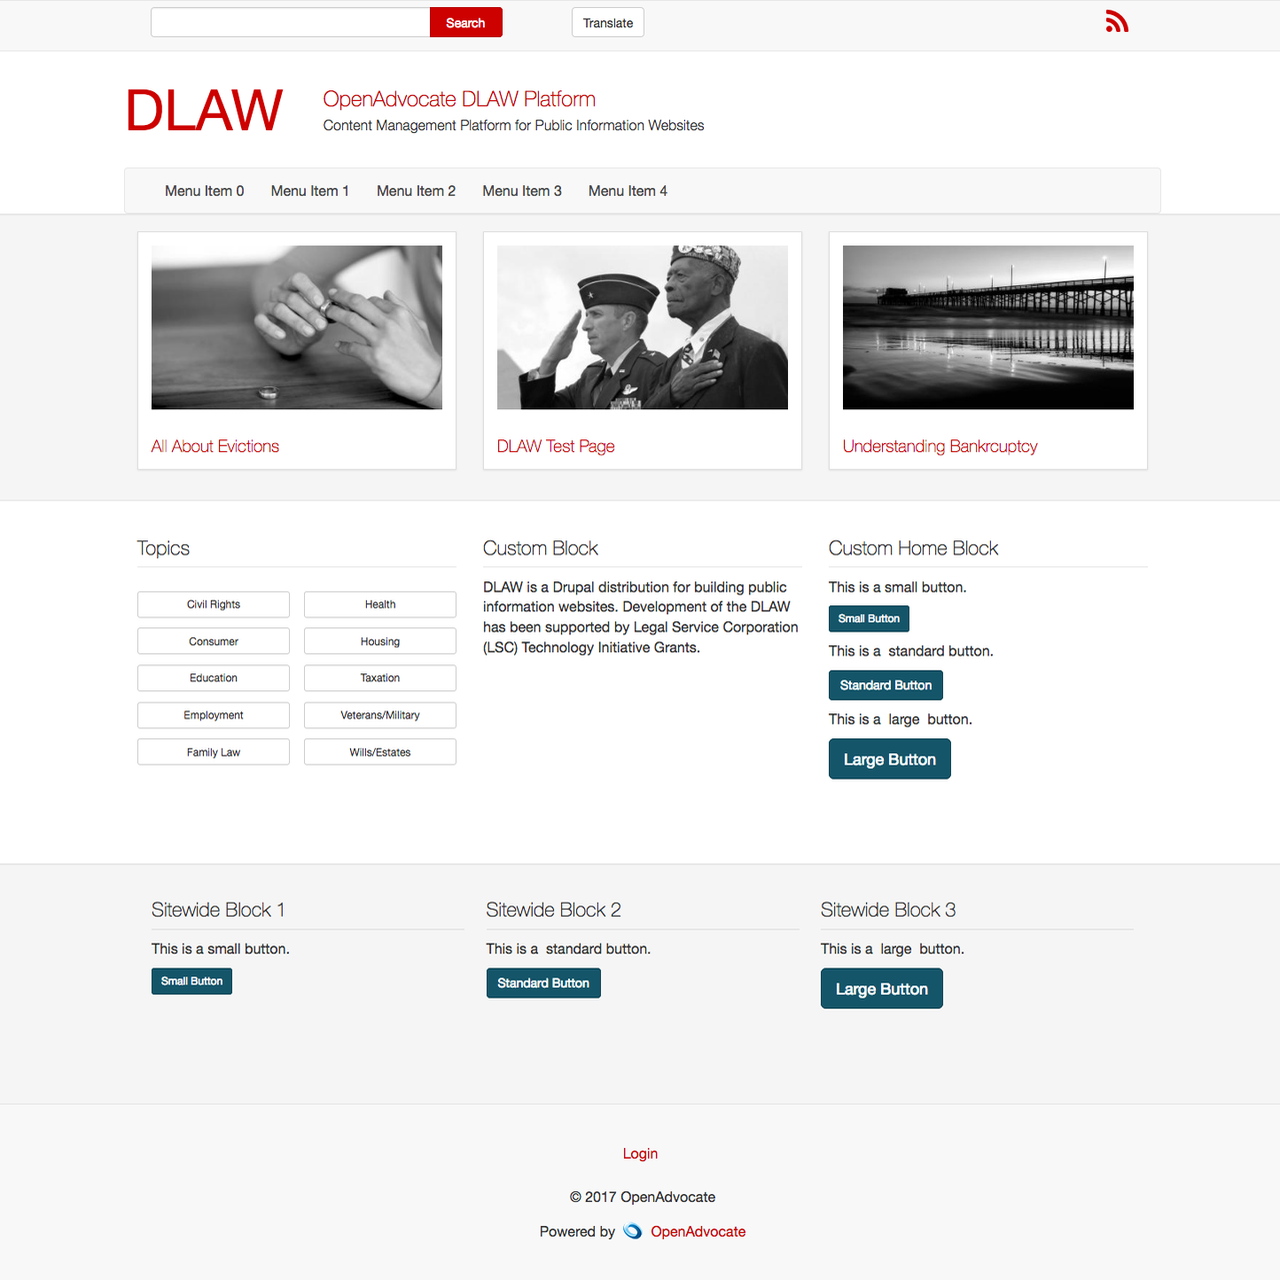 Search
Translate
DLAW
OpenAdvocate DLAW Platform
Content Management Platform for Public Information Websites
Menu Item 0
Menu Item 1
Menu Item 2
Menu Item 3
Menu Item 4
All About Evictions
DLAW Test Page
Understanding Bankrcuptcy
Topics
Civil Rights
Health
Consumer
Housing
Education
Taxation
Employment
Veterans/Military
Family Law
Wills/Estates
Custom Block
DLAW is a Drupal distribution for building public
information websites. Development of the DLAW
has been supported by Legal Service Corporation
(LSC) Technology Initiative Grants.
Custom Home Block
This is a small button.
Small Button
This is a  standard button.
Standard Button
This is a  large  button.
Large Button
Sitewide Block 1
This is a small button.
Small Button
Sitewide Block 2
This is a  standard button.
Standard Button
Sitewide Block 3
This is a  large  button.
Large Button
Login
© 2017 OpenAdvocate
Powered by OpenAdvocate